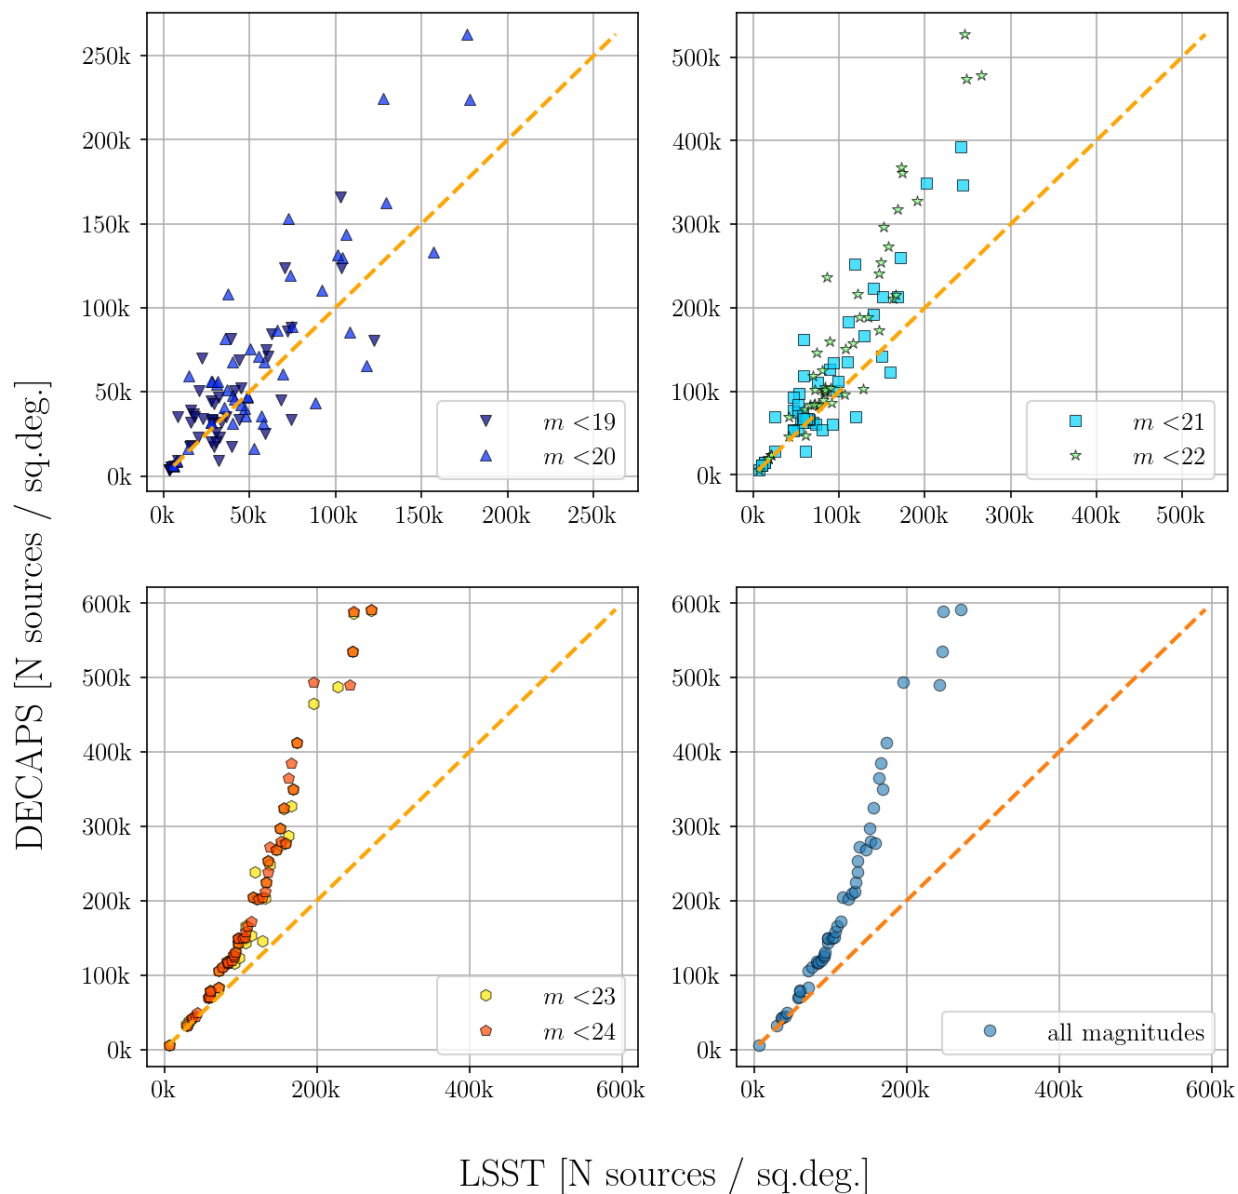 250k
200k
150k
100k
50k
0k
0k 50k 100k 150k 200k 250k
m <19
m <20
500k
400k
300k
200k
100k
0k
0k 100k 200k 300k 400k 500k
m <21
m <22
DECAPS [N sources / sq.deg.]
600k
500k
400k
300k
200k
100k
0k
0k 200k 400k 600k
m <23
m <24
600k
500k
400k
300k
200k
100k
0k
0k 200k 400k 600k
all magnitudes
LSST [N sources / sq.deg.]